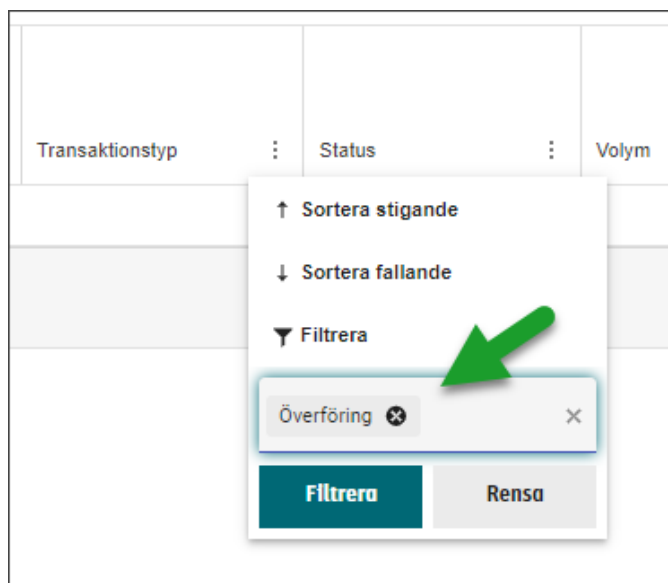 Transaktionstyp
Status
Volym
Sortera stigande
Sortera fallande
Filtrera
Överföring
Filtrera
Rensa